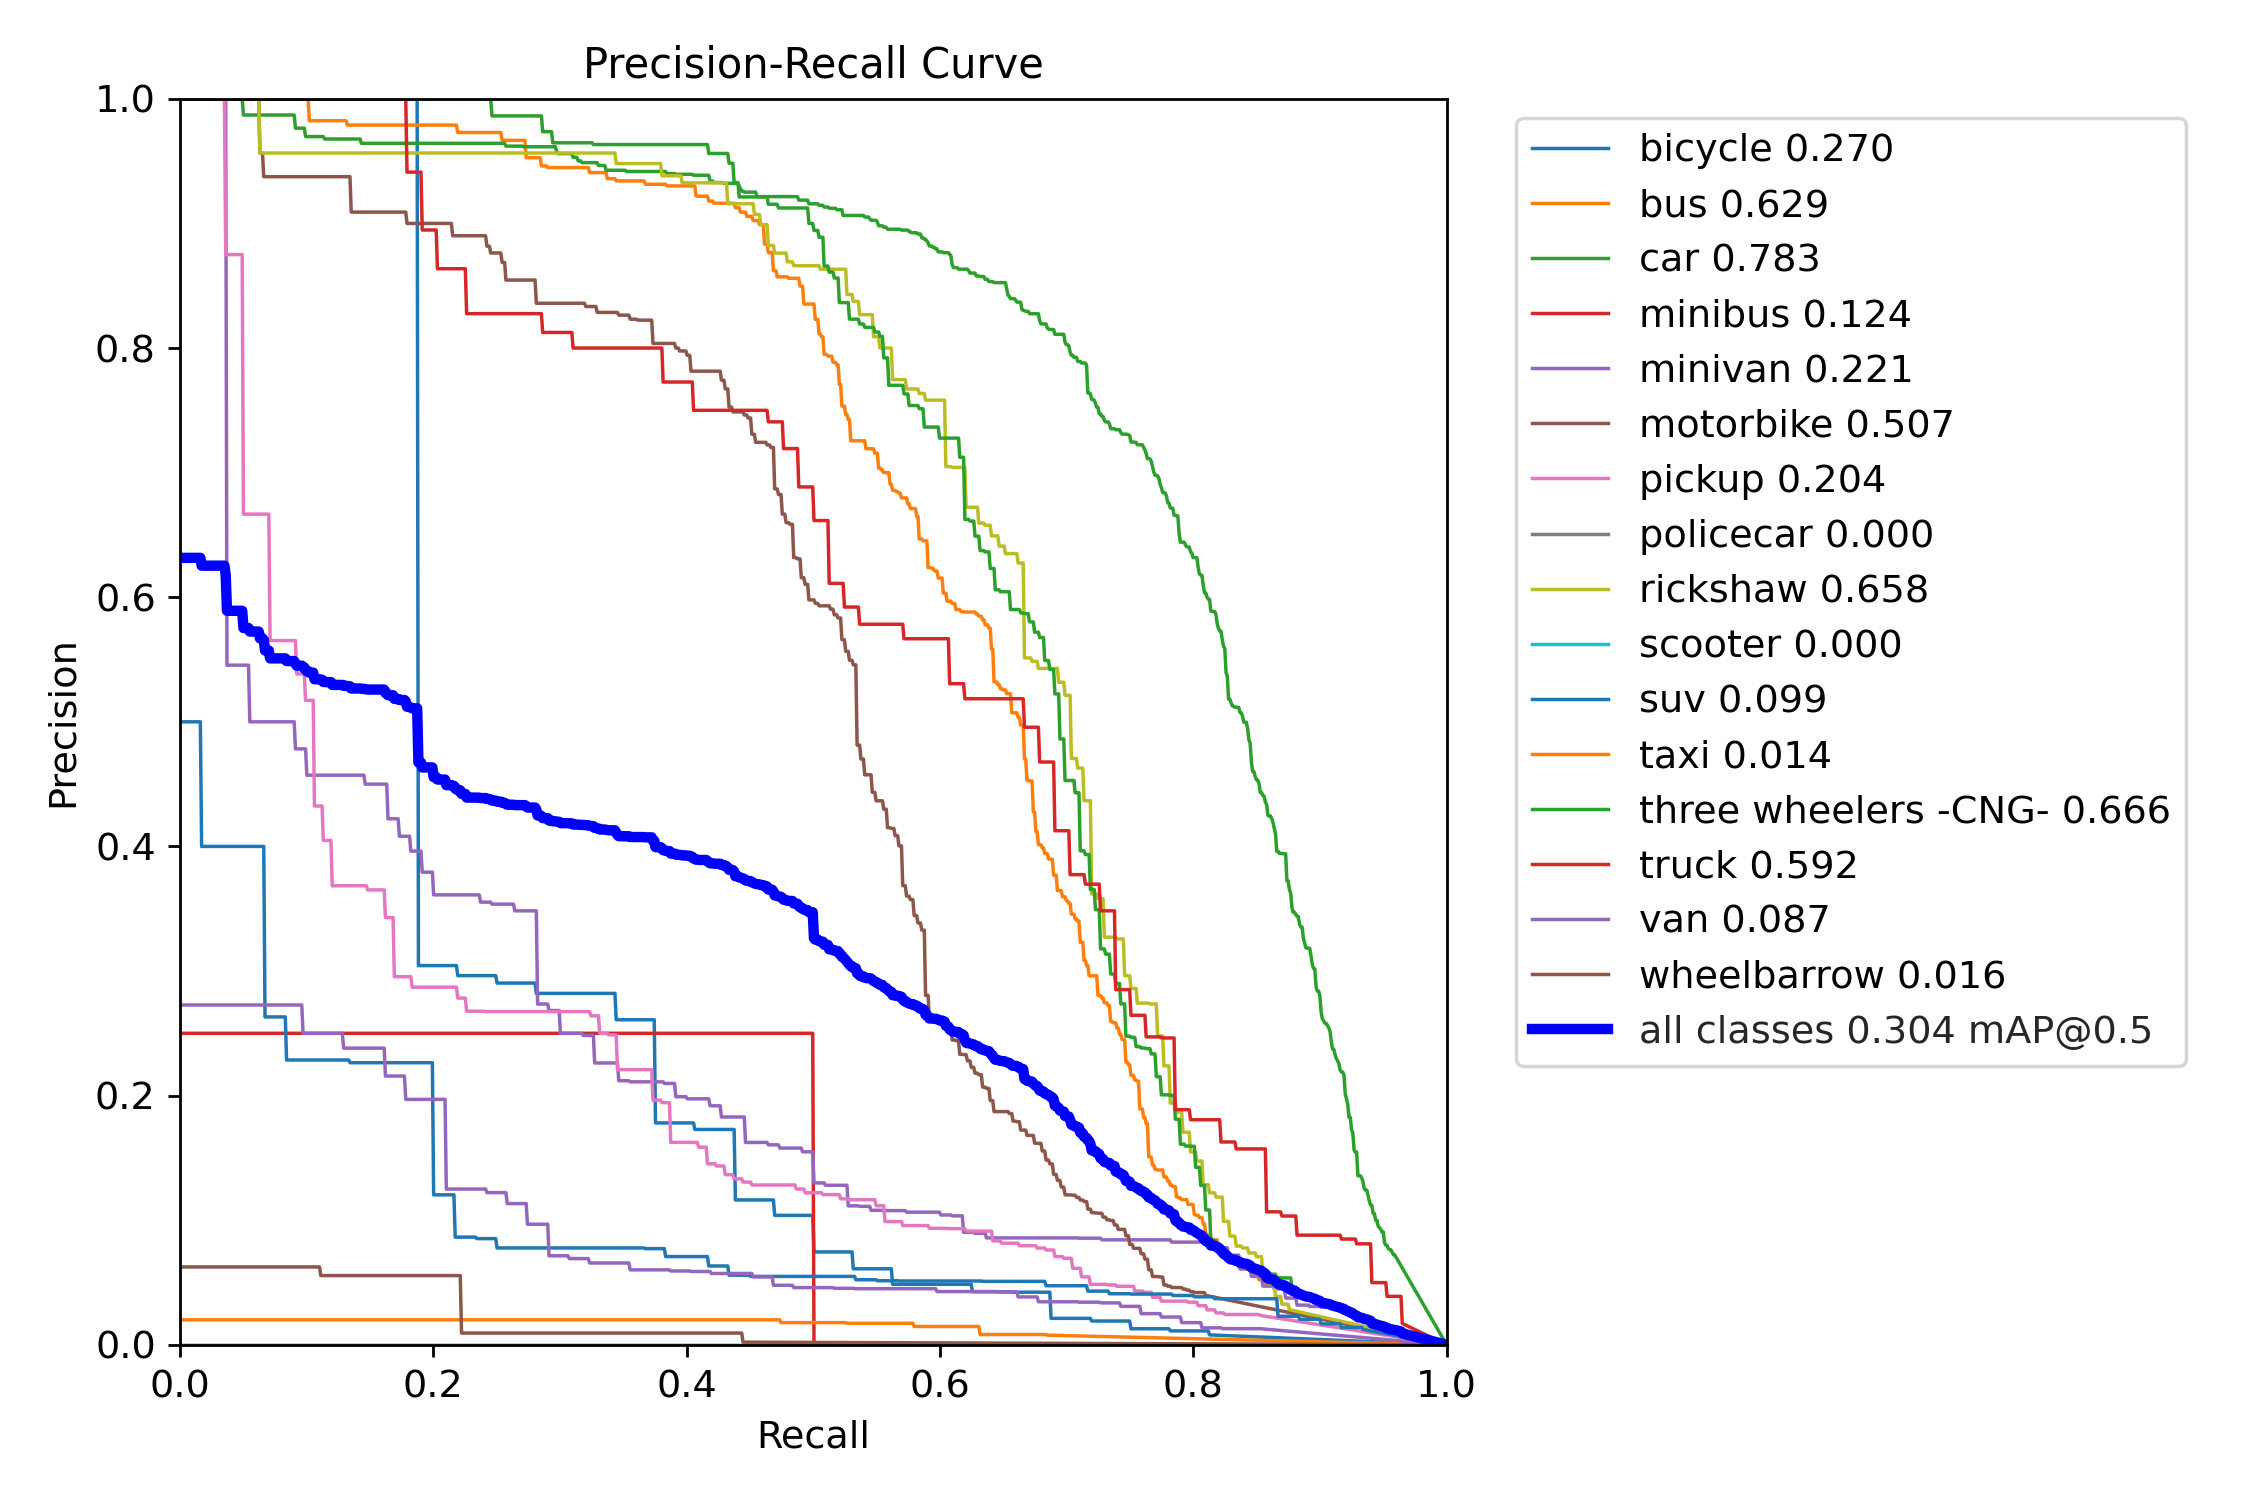 Precision-Recall Curve
1.0
0.8
0.6
0.4
0.2
0.0
Precision
0.0 0.2 0.4 0.6 0.8 1.0
Recall
bicycle 0.270
bus 0.629
car 0.783
minibus 0.124
minivan 0.221
motorbike 0.507
pickup 0.204
policecar 0.000
rickshaw 0.658
scooter 0.000
suv 0.099
taxi 0.014
three wheelers -CNG- 0.666
truck 0.592
van 0.087
wheelbarrow 0.016
all classes 0.304 mAP@0.5